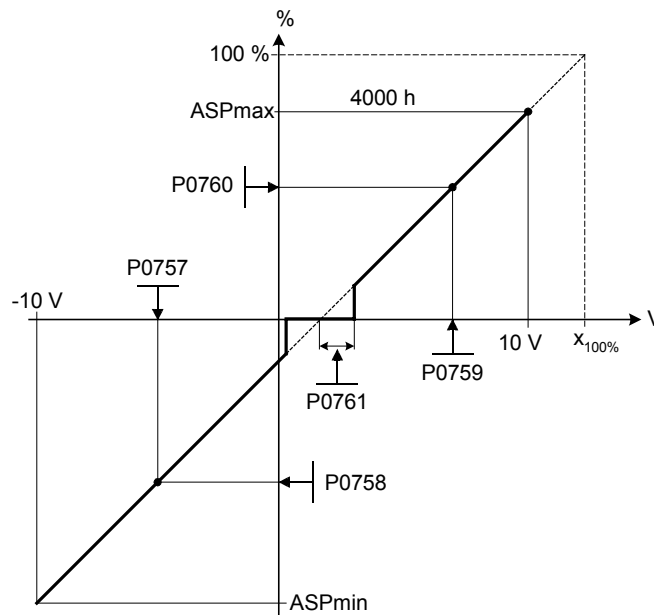 %
100 %
ASPmax
4000 h
P0760
P0757
-10 V
V
10 V
x100%
P0759
P0761
P0758
ASPmin